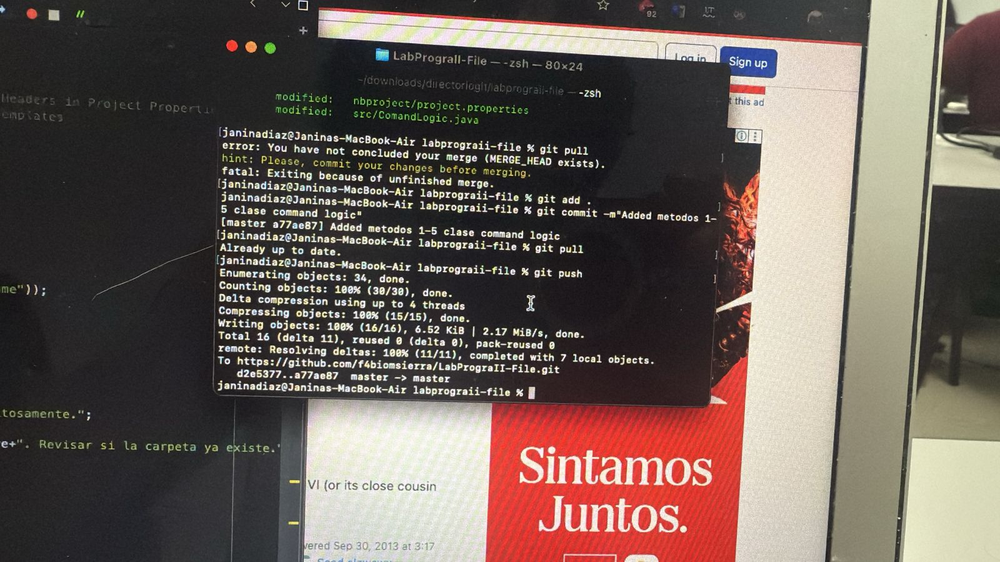 92
Log in
Sign up
LabPrograII-File — -zsh — 80×24
~/downloads/directoriogit/labprograii-file — -zsh
t this ad
Headers in Project Properti
emplates
modified:   nbproject/project.properties
modified:   src/ComandLogic.java
[janinadiaz@Janinas-MacBook-Air labprograii-file % git pull ]
error: You have not concluded your merge (MERGE_HEAD exists).
hint: Please, commit your changes before merging.
fatal: Exiting because of unfinished merge.
[janinadiaz@Janinas-MacBook-Air labprograii-file % git add . ]
janinadiaz@Janinas-MacBook-Air labprograii-file % git commit -m"Added metodos 1-
5 clase command logic"
[master a77ae87] Added metodos 1-5 clase command logic
[janinadiaz@Janinas-MacBook-Air labprograii-file % git pull ]
Already up to date.
[janinadiaz@Janinas-MacBook-Air labprograii-file % git push ]
Enumerating objects: 34, done.
Counting objects: 100% (30/30), done.
Delta compression using up to 4 threads
Compressing objects: 100% (15/15), done.
Writing objects: 100% (16/16), 6.52 KiB | 2.17 MiB/s, done.
Total 16 (delta 11), reused 0 (delta 0), pack-reused 0
remote: Resolving deltas: 100% (11/11), completed with 7 local objects.
To https://github.com/f4biomsierra/LabPrograII-File.git
d2e5377..a77ae87  master -> master
janinadiaz@Janinas-MacBook-Air labprograii-file %
me"));
tosamente.";
e+". Revisar si la carpeta ya existe."
VI (or its close cousin
Sintamos
Juntos.
vered Sep 30, 2013 at 3:17